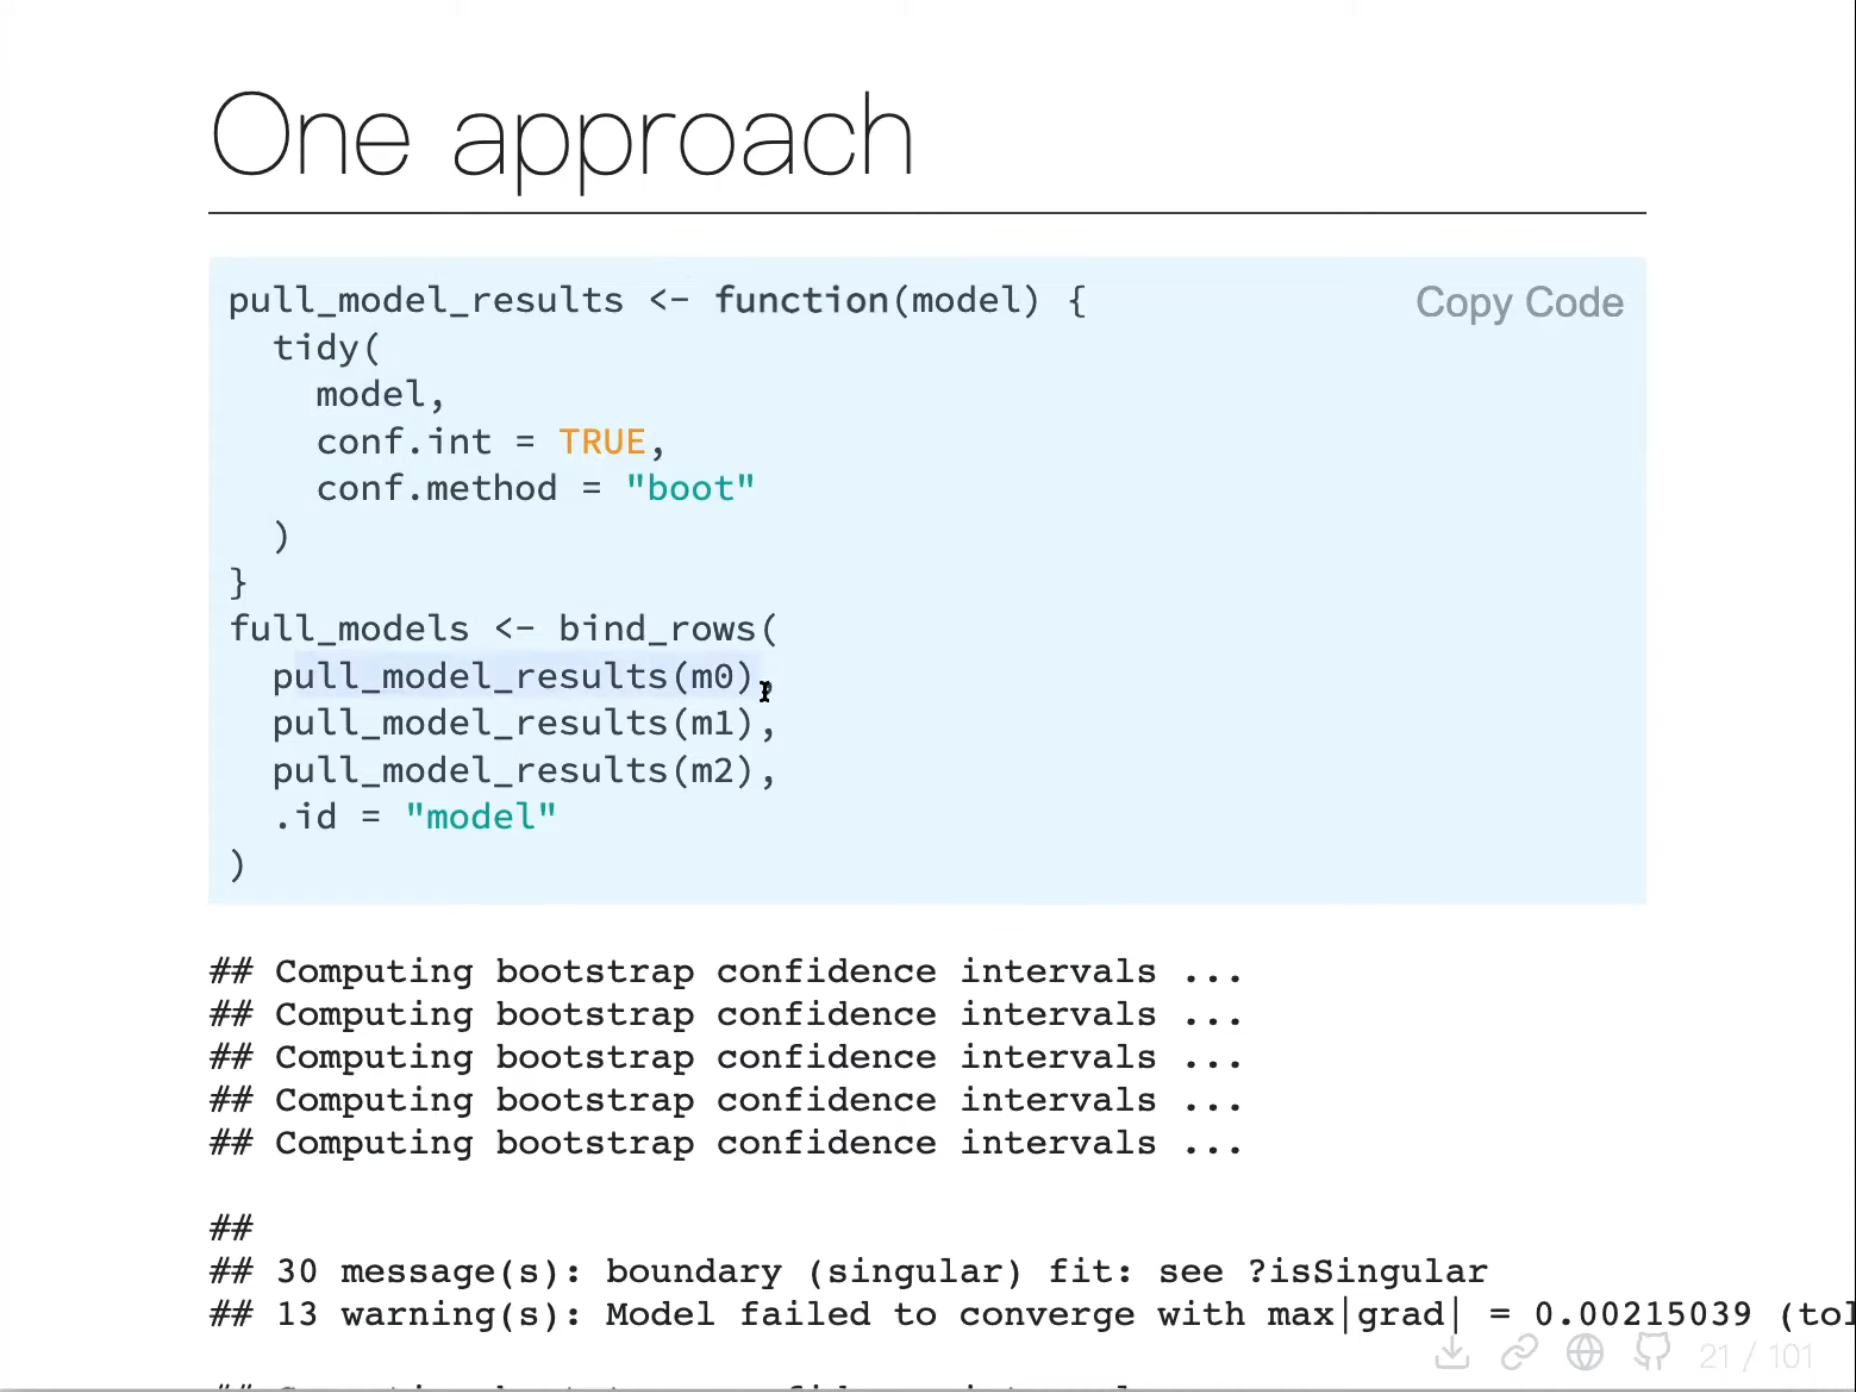 One approach
pull_model_results <- function(model) {
Copy Code
  tidy(
    model,
    conf.int = TRUE,
    conf.method = "boot"
  )
}
full_models <- bind_rows(
  pull_model_results(m0),
  pull_model_results(m1),
  pull_model_results(m2),
  .id = "model"
)
## Computing bootstrap confidence intervals ...
## Computing bootstrap confidence intervals ...
## Computing bootstrap confidence intervals ...
## Computing bootstrap confidence intervals ...
## Computing bootstrap confidence intervals ...
##
## 30 message(s): boundary (singular) fit: see ?isSingular
## 13 warning(s): Model failed to converge with max|grad| = 0.00215039 (tol
21 / 101